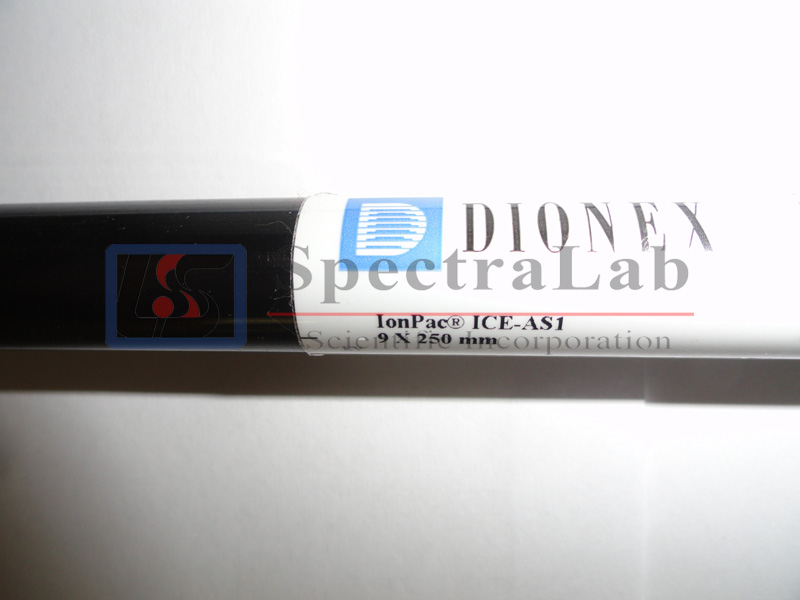 DIONEX
SpectraLab
IonPac® ICE-AS1
9 X 250 mm
Scientific Incorporation